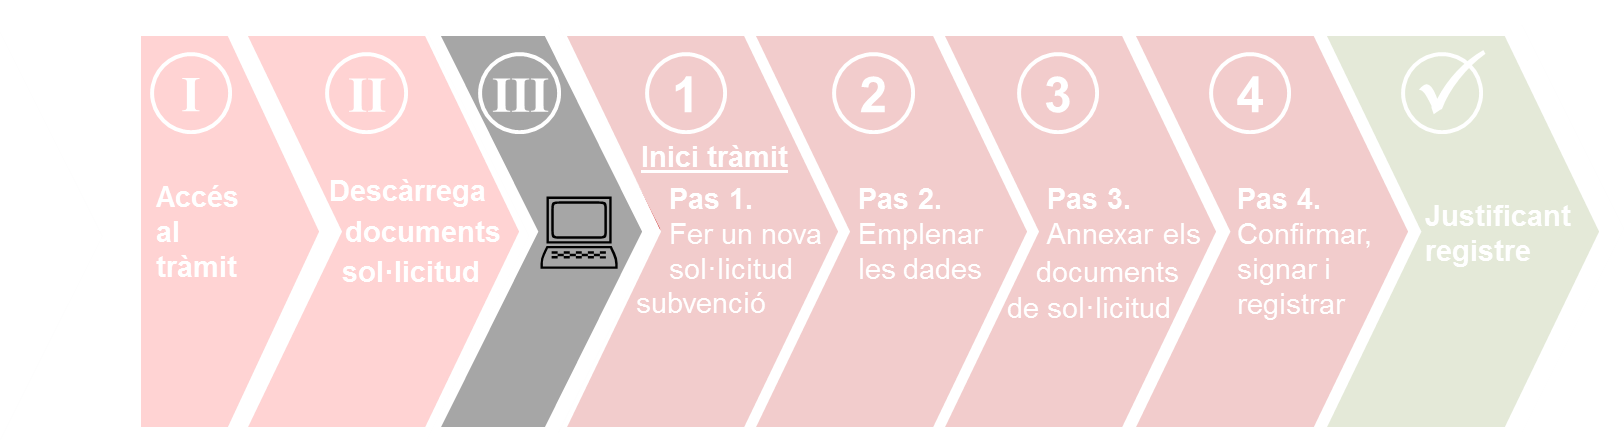 I
Accés
al
tràmit
II
Descàrrega
documents
sol·licitud
III
1
Inici tràmit
Pas 1.
Fer un nova
sol·licitud
subvenció
2
Pas 2.
Emplenar
les dades
3
Pas 3.
Annexar els
documents
de sol·licitud
4
Pas 4.
Confirmar,
signar i
registrar
Justificant
registre